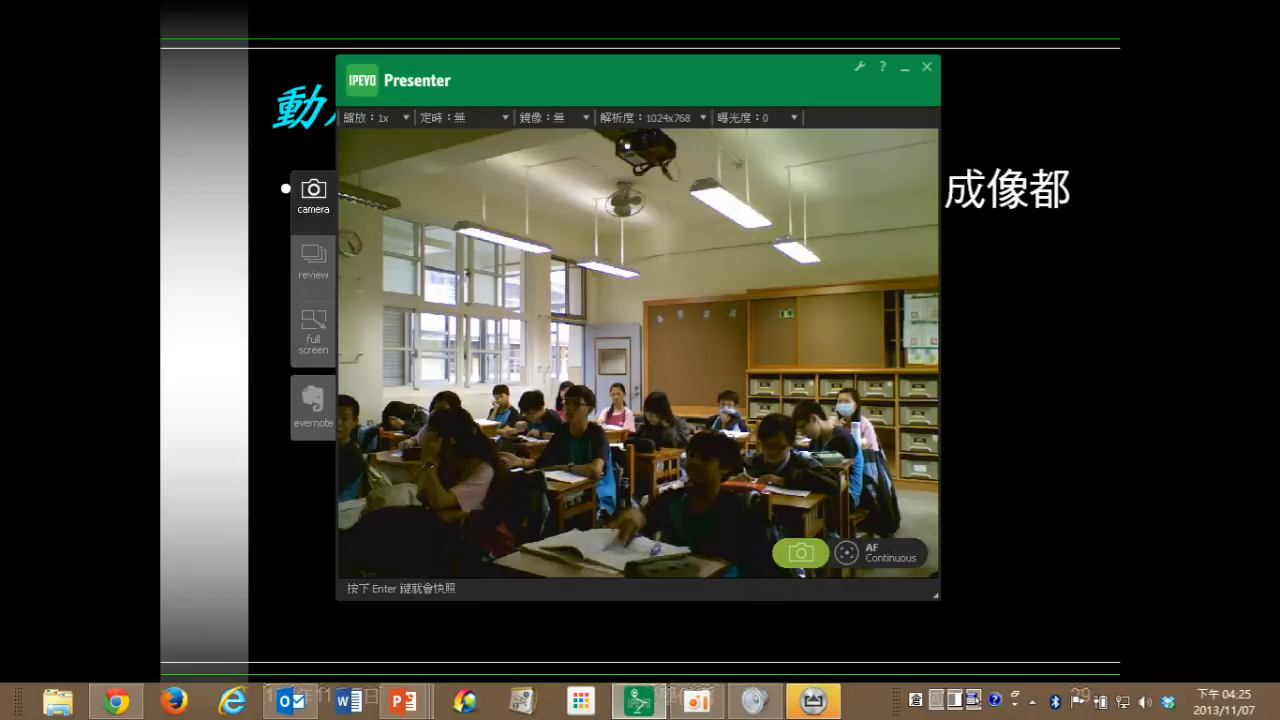 IPEVO Presenter
縮放：1x 定時：無 鏡像：無 解析度：1024x768 曝光度：0
動
成像都
camera
review
full
screen
evernote
AF
Continuous
按下 Enter 鍵就會快照
下午 04:25
2013/11/07